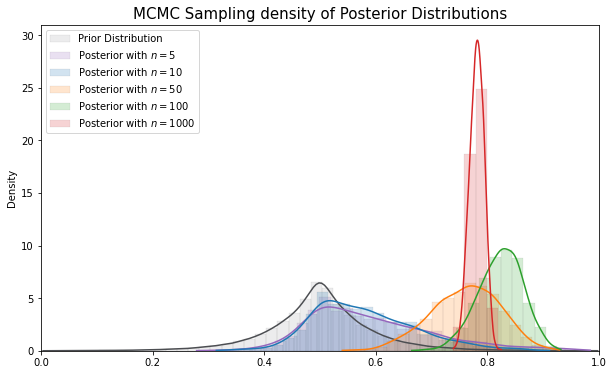 MCMC Sampling density of Posterior Distributions
Prior Distribution
Posterior with n = 5
Posterior with n = 10
Posterior with n = 50
Posterior with n = 100
Posterior with n = 1000
Density
30
25
20
15
10
5
0
0.0 0.2 0.4 0.6 0.8 1.0